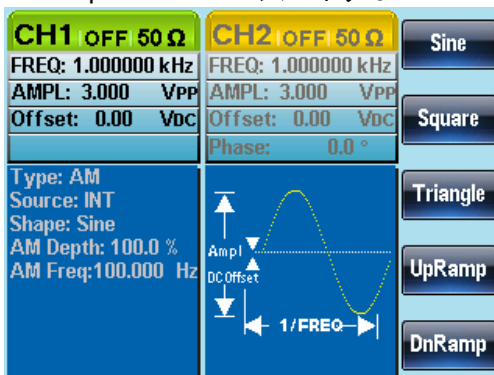 CH1 OFF 50 Ω
FREQ: 1.000000 kHz
AMPL: 3.000 VPP
Offset: 0.00 VDC
CH2 OFF 50 Ω
FREQ: 1.000000 kHz
AMPL: 3.000 VPP
Offset: 0.00 VDC
Phase: 0.0 °
Type: AM
Source: INT
Shape: Sine
AM Depth: 100.0 %
AM Freq:100.000 Hz
Ampl
DC Offset
1/FREQ
Sine
Square
Triangle
UpRamp
DnRamp